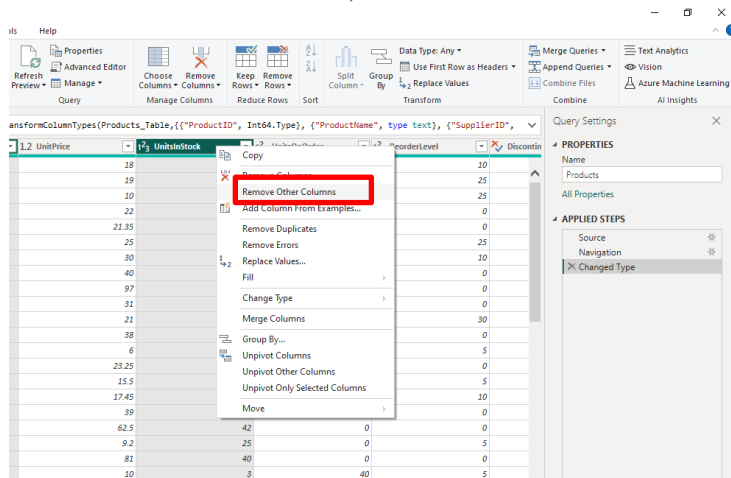 ols Help
Properties
Advanced Editor
Manage
Refresh
Preview
Query
Choose
Columns
Remove
Columns
Manage Columns
Keep
Rows
Remove
Rows
Reduce Rows
Sort
Split
Column
Group
By
Data Type: Any
Use First Row as Headers
Replace Values
Transform
Merge Queries
Append Queries
Combine Files
Combine
Text Analytics
Vision
Azure Machine Learning
AI Insights
ansformColumnTypes(Products_Table,{{"ProductID", Int64.Type}, {"ProductName", type text}, {"SupplierID",
1.2 UnitPrice
1²3 UnitsInStock
ReorderLevel
Discontin
18 10
19 25
10 25
22 0
21.35 0
25 25
30 10
40 0
97 0
31 0
21 30
38 0
6 5
23.25 0
15.5 5
17.45 10
39 0
62.5 42 0 0
9.2 25 0 5
81 40 0 0
10 3 40 5
Copy
Remove Columns
Remove Other Columns
Add Column From Examples...
Remove Duplicates
Remove Errors
Replace Values...
Fill
Change Type
Merge Columns
Group By...
Unpivot Columns
Unpivot Other Columns
Unpivot Only Selected Columns
Move
Query Settings
PROPERTIES
Name
Products
All Properties
APPLIED STEPS
Source
Navigation
Changed Type